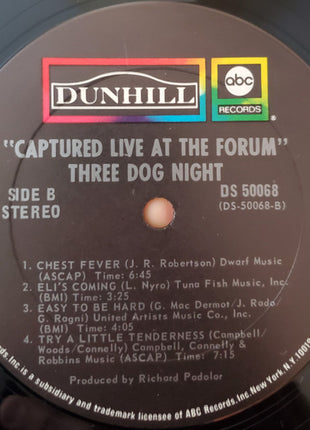 DUNHILL
abc
RECORDS
®
"CAPTURED LIVE AT THE FORUM"
THREE DOG NIGHT
SIDE B
STEREO
DS 50068
(DS-50068-B)
1. CHEST FEVER (J. R. Robertson) Dwarf Music
(ASCAP) Time: 6:45
2. ELI'S COMING (L. Nyro) Tuna Fish Music, Inc.
(BMI) Time: 3:25
3. EASY TO BE HARD (G. Mac Dermot/J. Rado
G. Ragni) United Artists Music Co., Inc.
(BMI) Time: 4:05
4. TRY A LITTLE TENDERNESS (Campbell/
Woods/Connelly) Campbell, Connelly &
Robbins Music (ASCAP) Time: 7:15
Produced by Richard Podolor
Inc. is a subsidiary and trademark licensee of ABC Records, Inc. New York, N.Y. 10019